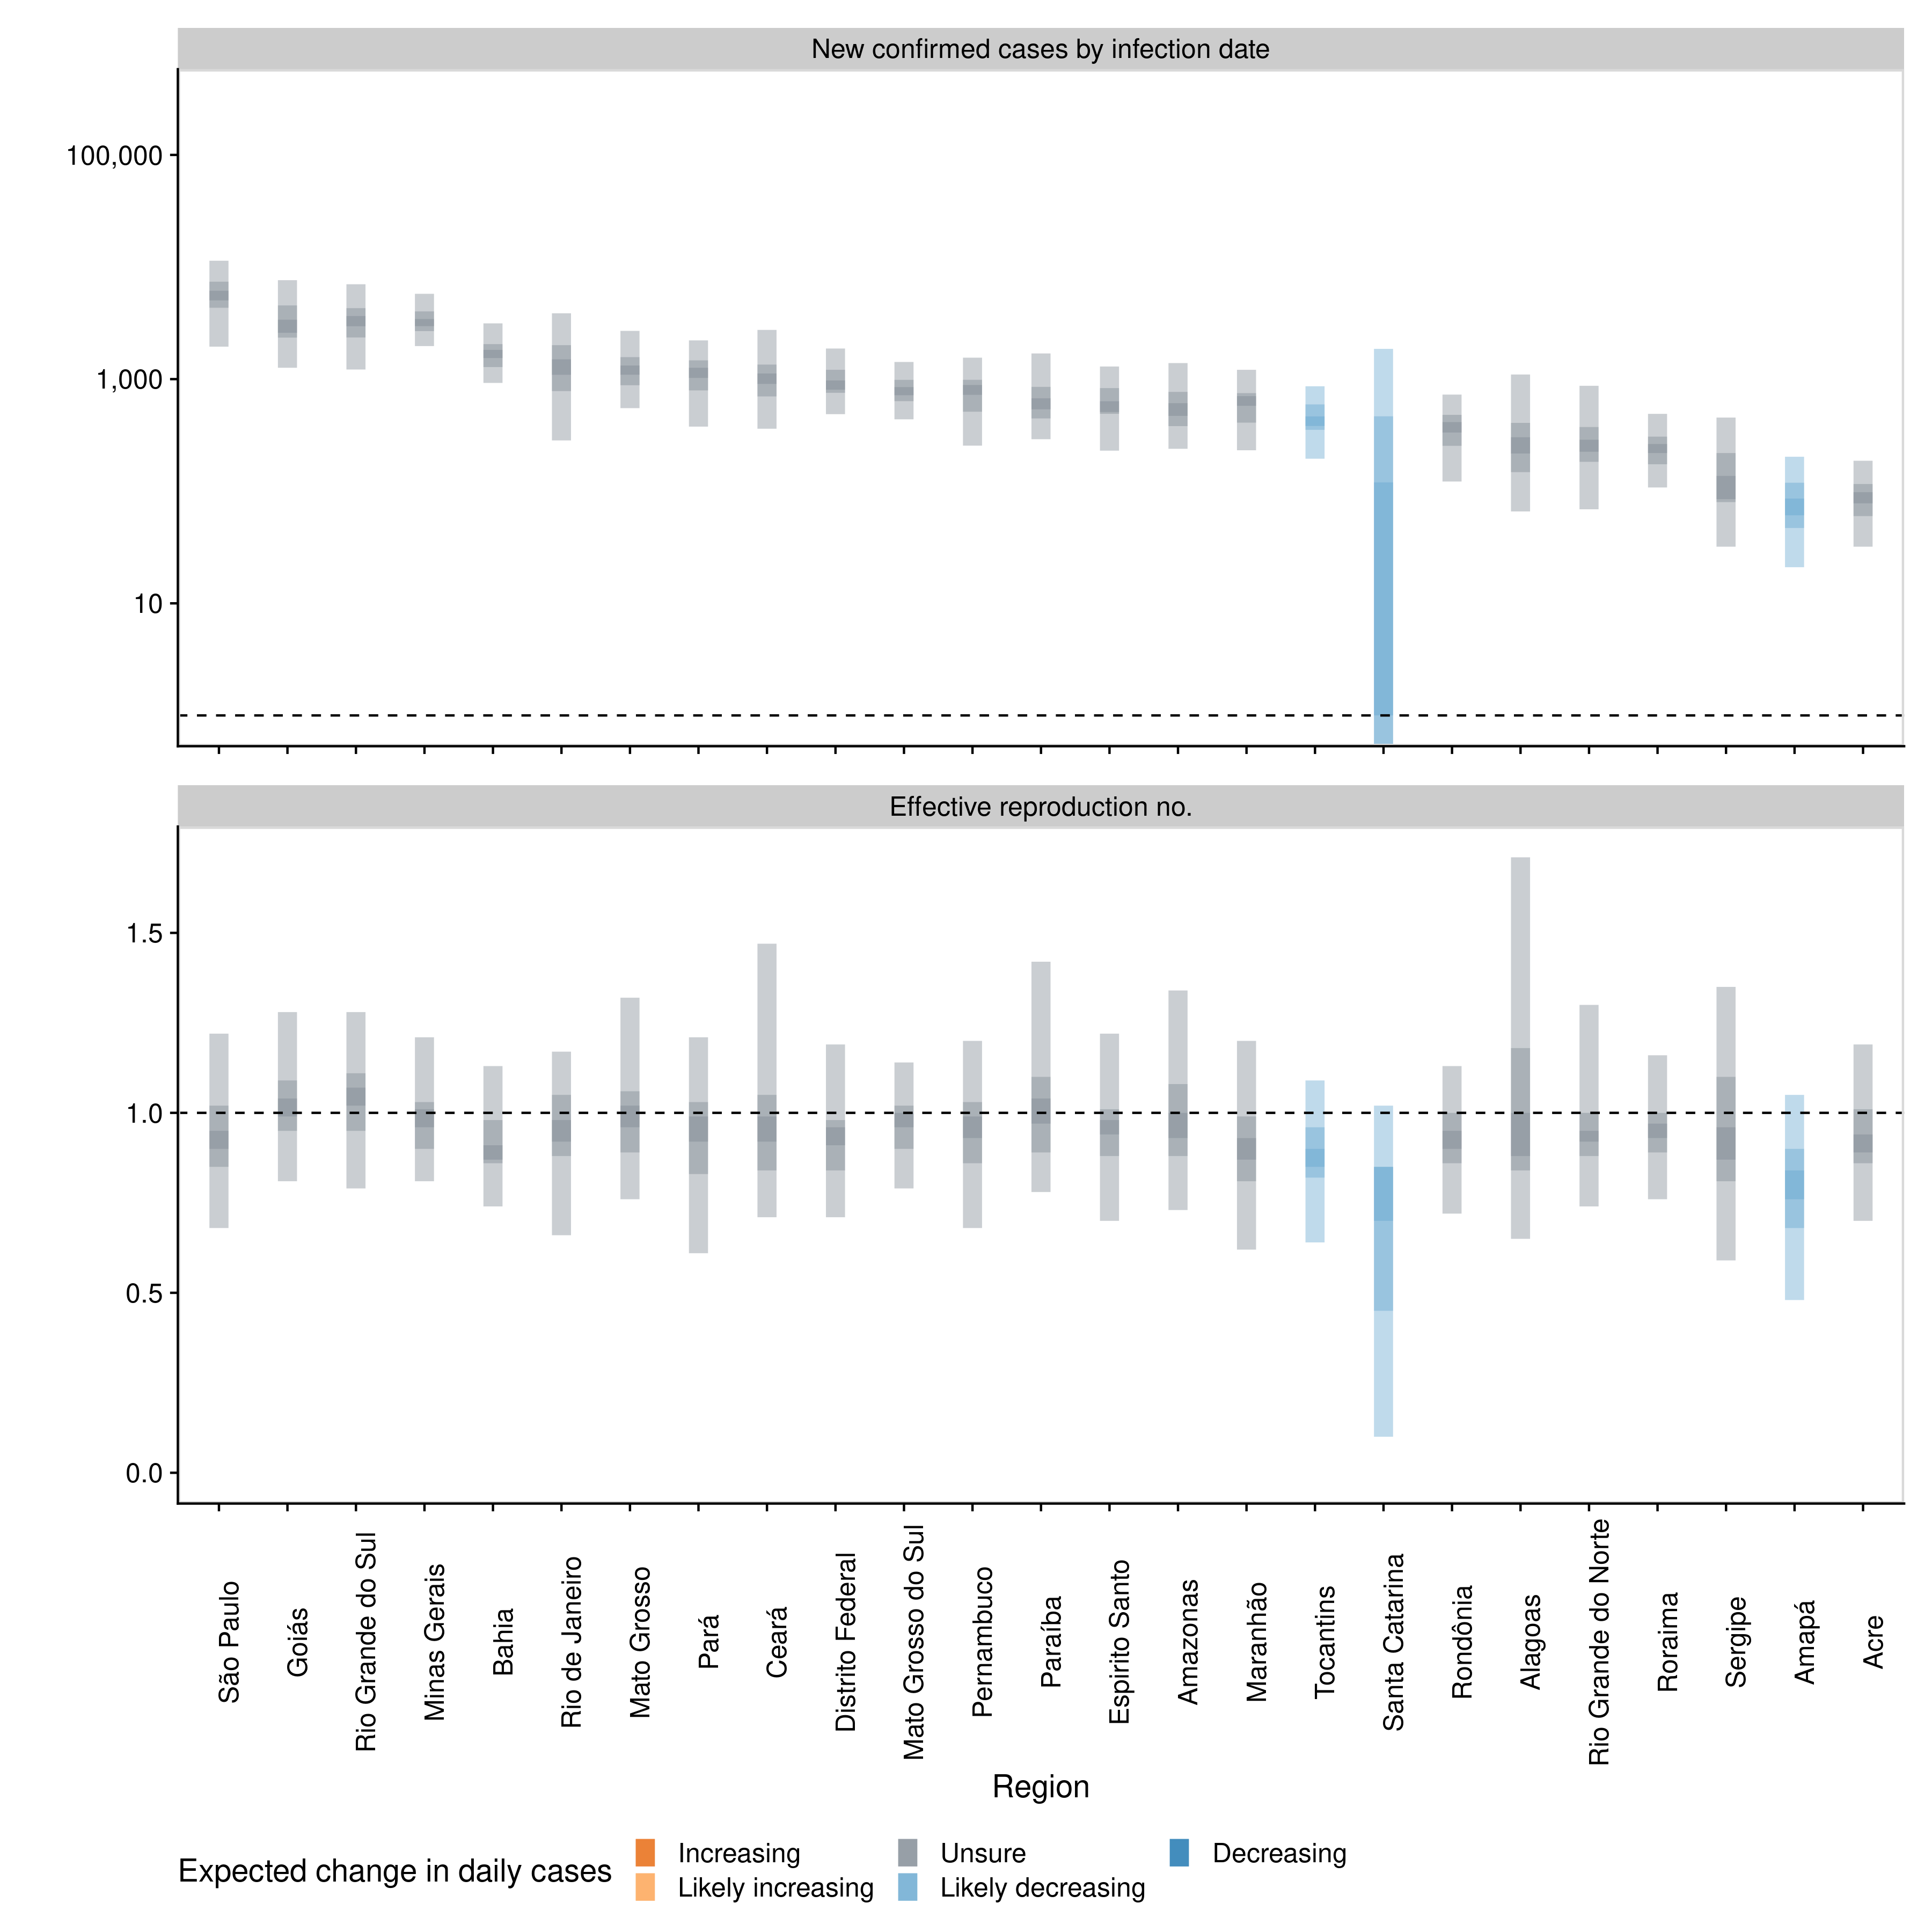 New confirmed cases by infection date
100,000
1,000
10
Effective reproduction no.
1.5
1.0
0.5
0.0
São Paulo
Goiás
Rio Grande do Sul
Minas Gerais
Bahia
Rio de Janeiro
Mato Grosso
Pará
Ceará
Distrito Federal
Mato Grosso do Sul
Pernambuco
Paraíba
Espirito Santo
Amazonas
Maranhão
Tocantins
Santa Catarina
Rondônia
Alagoas
Rio Grande do Norte
Roraima
Sergipe
Amapá
Acre
Region
Expected change in daily cases
Increasing
Likely increasing
Unsure
Likely decreasing
Decreasing